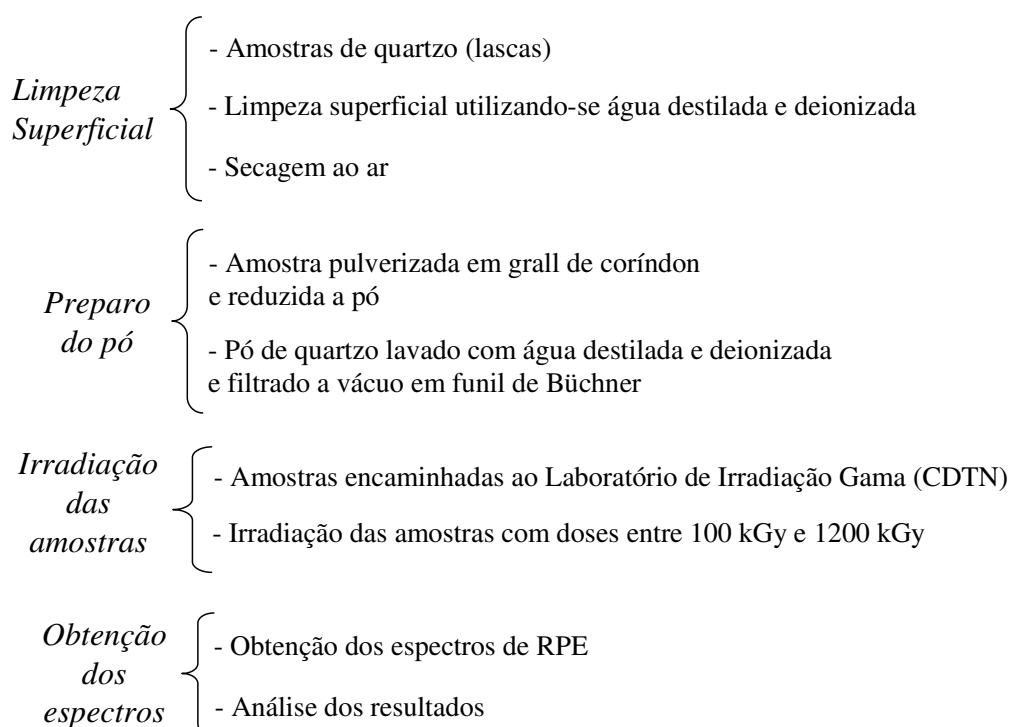 Limpeza
Superficial
- Amostras de quartzo (lascas)
- Limpeza superficial utilizando-se água destilada e deionizada
- Secagem ao ar
Preparo
do pó
- Amostra pulverizada em grall de coríndon
e reduzida a pó
- Pó de quartzo lavado com água destilada e deionizada
e filtrado a vácuo em funil de Büchner
Irradiação
das
amostras
- Amostras encaminhadas ao Laboratório de Irradiação Gama (CDTN)
- Irradiação das amostras com doses entre 100 kGy e 1200 kGy
Obtenção
dos
espectros
- Obtenção dos espectros de RPE
- Análise dos resultados